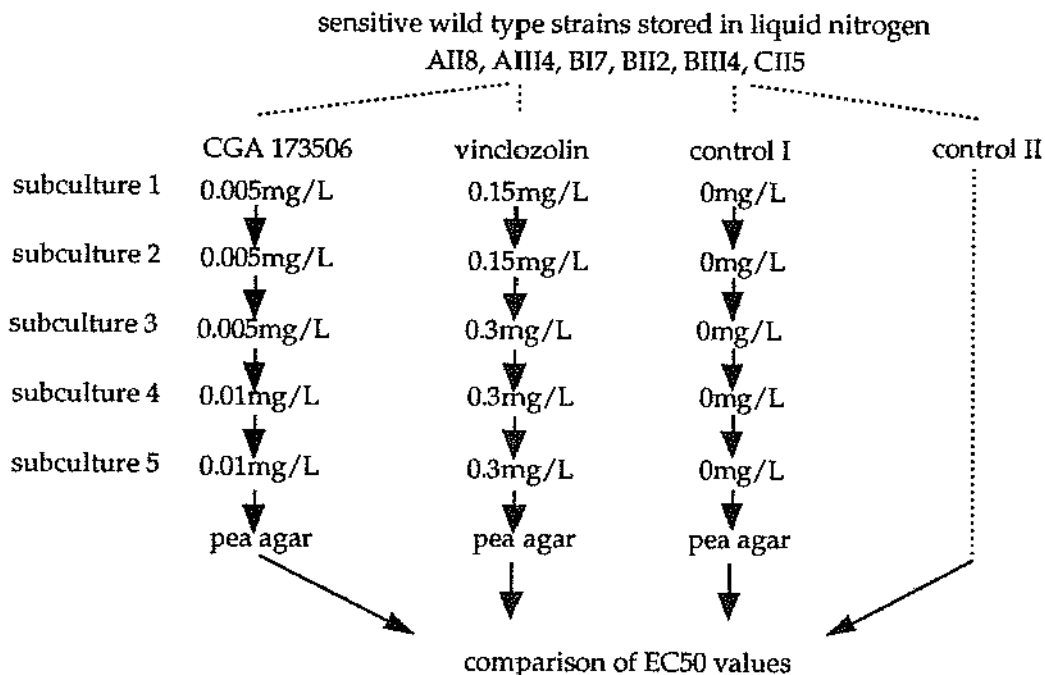 sensitive wild type strains stored in liquid nitrogen
AII8, AIII4, BI7, BII2, BIII4, CII5
CGA 173506 vinclozolin control I control II
subculture 1 0.005mg/L 0.15mg/L 0mg/L
subculture 2 0.005mg/L 0.15mg/L 0mg/L
subculture 3 0.005mg/L 0.3mg/L 0mg/L
subculture 4 0.01mg/L 0.3mg/L 0mg/L
subculture 5 0.01mg/L 0.3mg/L 0mg/L
pea agar pea agar pea agar
comparison of EC50 values